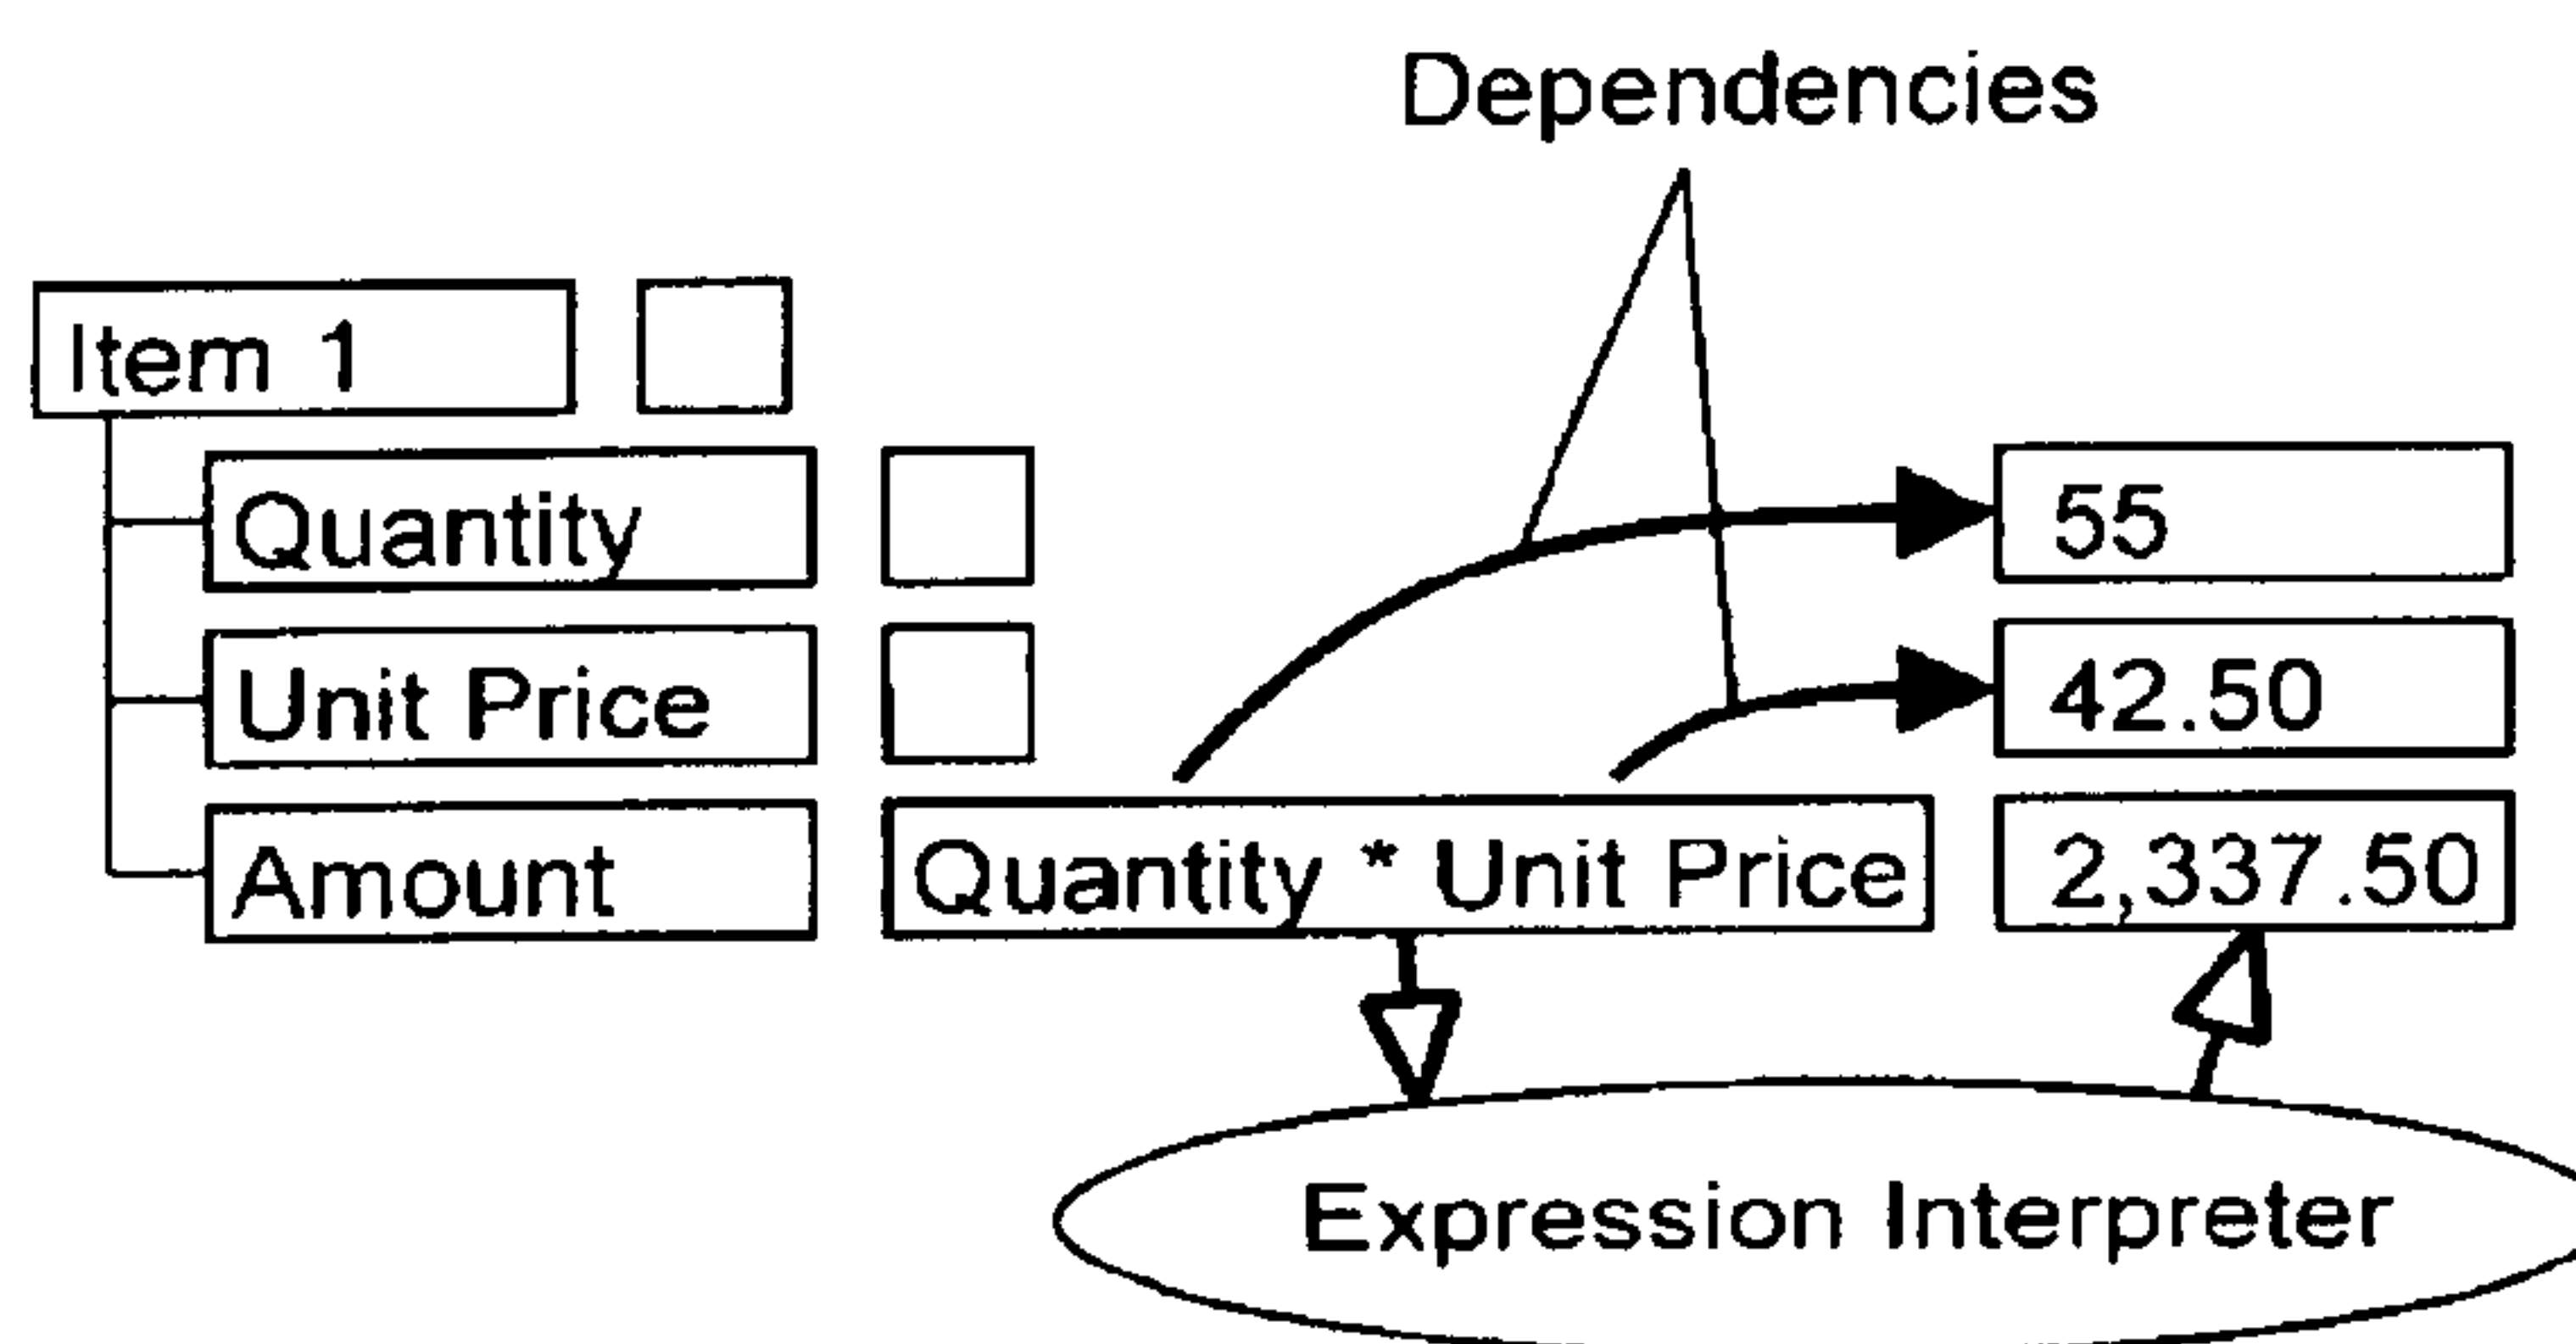 Dependencies
Item 1
Quantity 55
Unit Price 42.50
Amount Quantity * Unit Price 2,337.50
Expression Interpreter